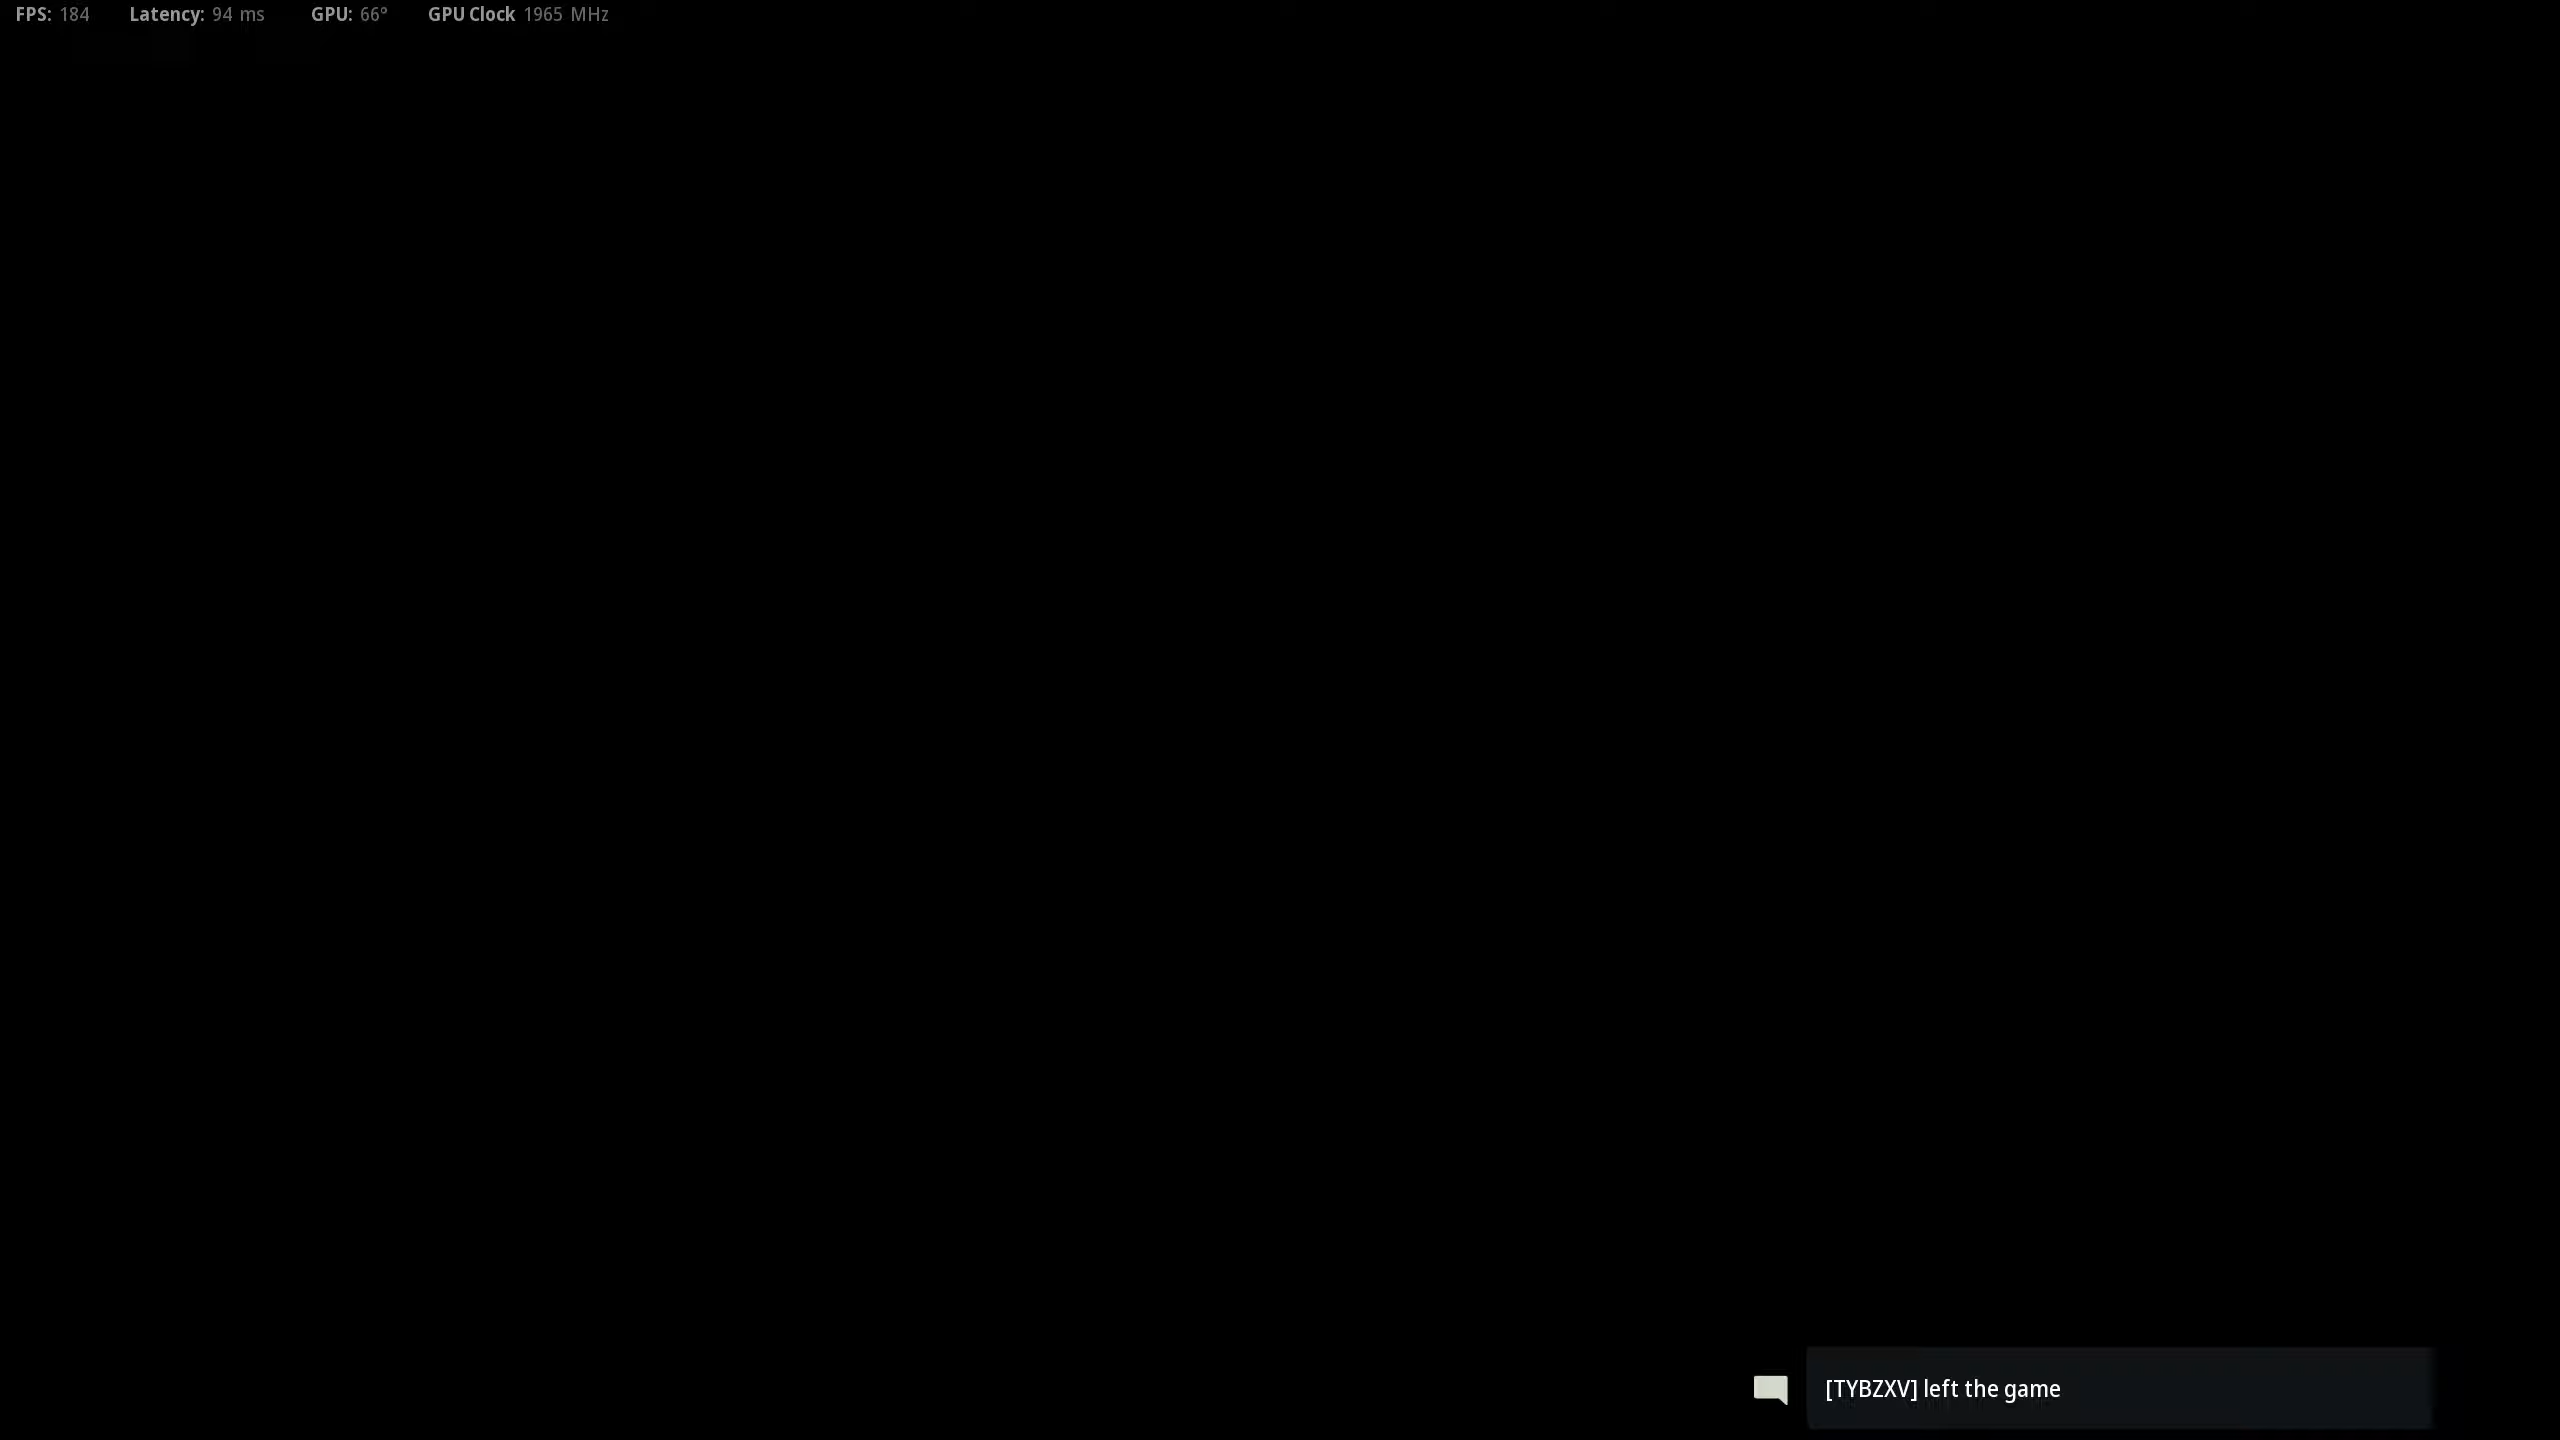 FPS: 184 Latency: 94 ms GPU: 66° GPU Clock 1965 MHz
[TYBZXV] left the game